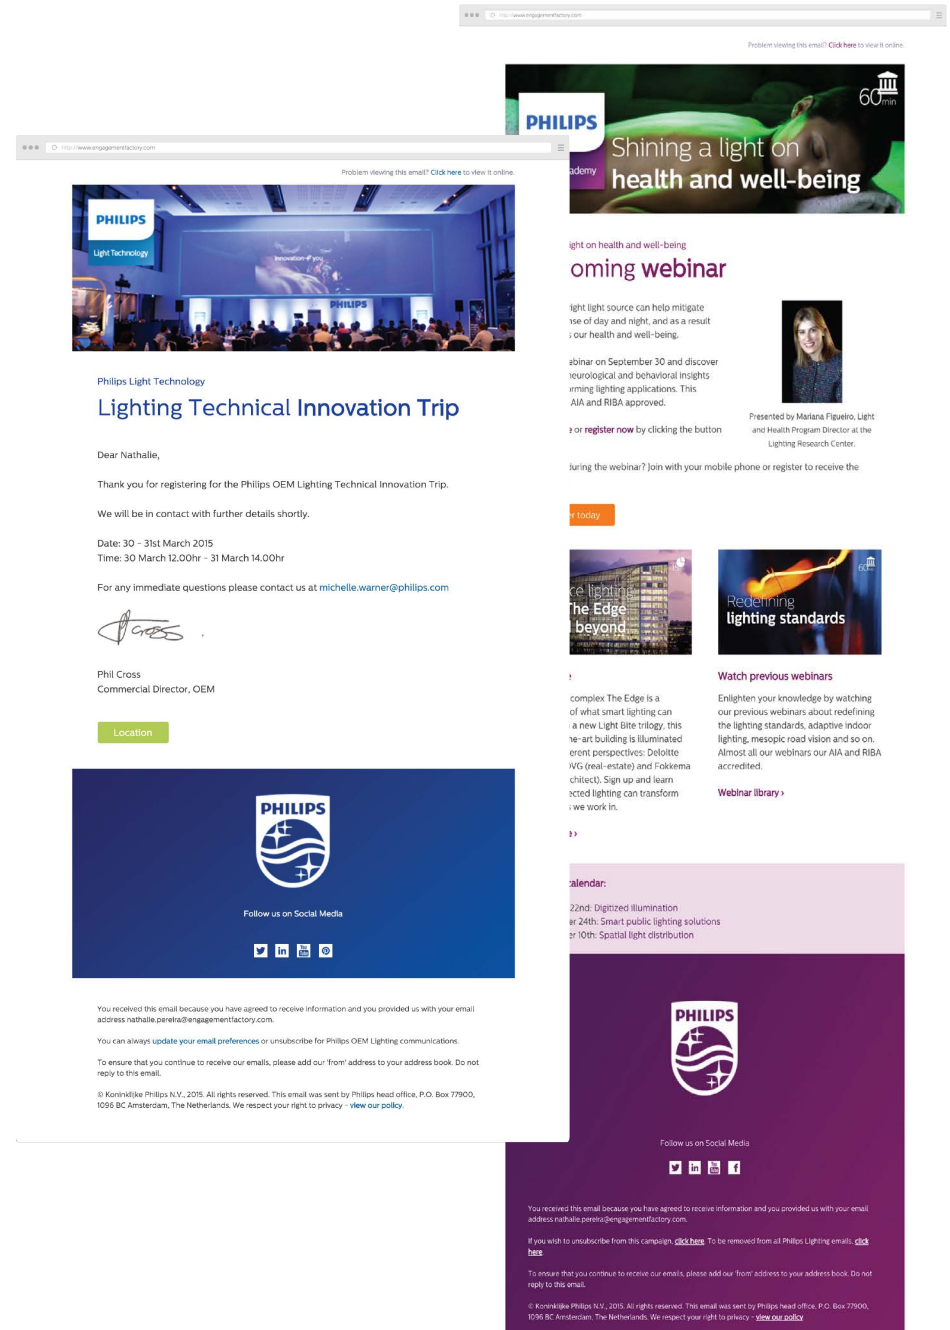 http://www.engagementfactory.com
Problem viewing this email? Click here to view it online.
60min
PHILIPS
ademy
Shining a light on
health and well-being
ight on health and well-being
oming webinar
ight light source can help mitigate
nse of day and night, and as a result
s our health and well-being.
ebinar on September 30 and discover
neurological and behavioral insights
orming lighting applications. This
AIA and RIBA approved.
e or register now by clicking the button
Presented by Mariana Figueiro, Light
and Health Program Director at the
Lighting Research Center.
during the webinar? Join with your mobile phone or register to receive the
er today
ce lighting
The Edge
beyond
60min
Redefining
lighting standards
complex The Edge is a
of what smart lighting can
a new Light Bite trilogy, this
he-art building is illuminated
erent perspectives: Deloitte
OVG (real-estate) and Fokkema
chitect). Sign up and learn
ected lighting can transform
s we work in.
e ›
Watch previous webinars
Enlighten your knowledge by watching
our previous webinars about redefining
the lighting standards, adaptive indoor
lighting, mesopic road vision and so on.
Almost all our webinars our AIA and RIBA
accredited.
Webinar library ›
calendar:
22nd: Digitized illumination
er 24th: Smart public lighting solutions
er 10th: Spatial light distribution
PHILIPS
Follow us on Social Media
You received this email because you have agreed to receive information and you provided us with your email
address nathalie.pereira@engagementfactory.com.
If you wish to unsubscribe from this campaign, click here. To be removed from all Philips Lighting emails, click
here.
To ensure that you continue to receive our emails, please add our 'from' address to your address book. Do not
reply to this email.
© Koninklijke Philips N.V., 2015. All rights reserved. This email was sent by Philips head office, P.O. Box 77900,
1096 BC Amsterdam, The Netherlands. We respect your right to privacy - view our policy.
http://www.engagementfactory.com
Problem viewing this email? Click here to view it online.
PHILIPS
Light Technology
innovation + you
PHILIPS
Philips Light Technology
Lighting Technical Innovation Trip
Dear Nathalie,
Thank you for registering for the Philips OEM Lighting Technical Innovation Trip.
We will be in contact with further details shortly.
Date: 30 - 31st March 2015
Time: 30 March 12.00hr - 31 March 14.00hr
For any immediate questions please contact us at michelle.warner@philips.com
Phil Cross
Commercial Director, OEM
Location
PHILIPS
Follow us on Social Media
You received this email because you have agreed to receive information and you provided us with your email
address nathalie.pereira@engagementfactory.com.
You can always update your email preferences or unsubscribe for Philips OEM Lighting communications.
To ensure that you continue to receive our emails, please add our 'from' address to your address book. Do not
reply to this email.
© Koninklijke Philips N.V., 2015. All rights reserved. This email was sent by Philips head office, P.O. Box 77900,
1096 BC Amsterdam, The Netherlands. We respect your right to privacy - view our policy.